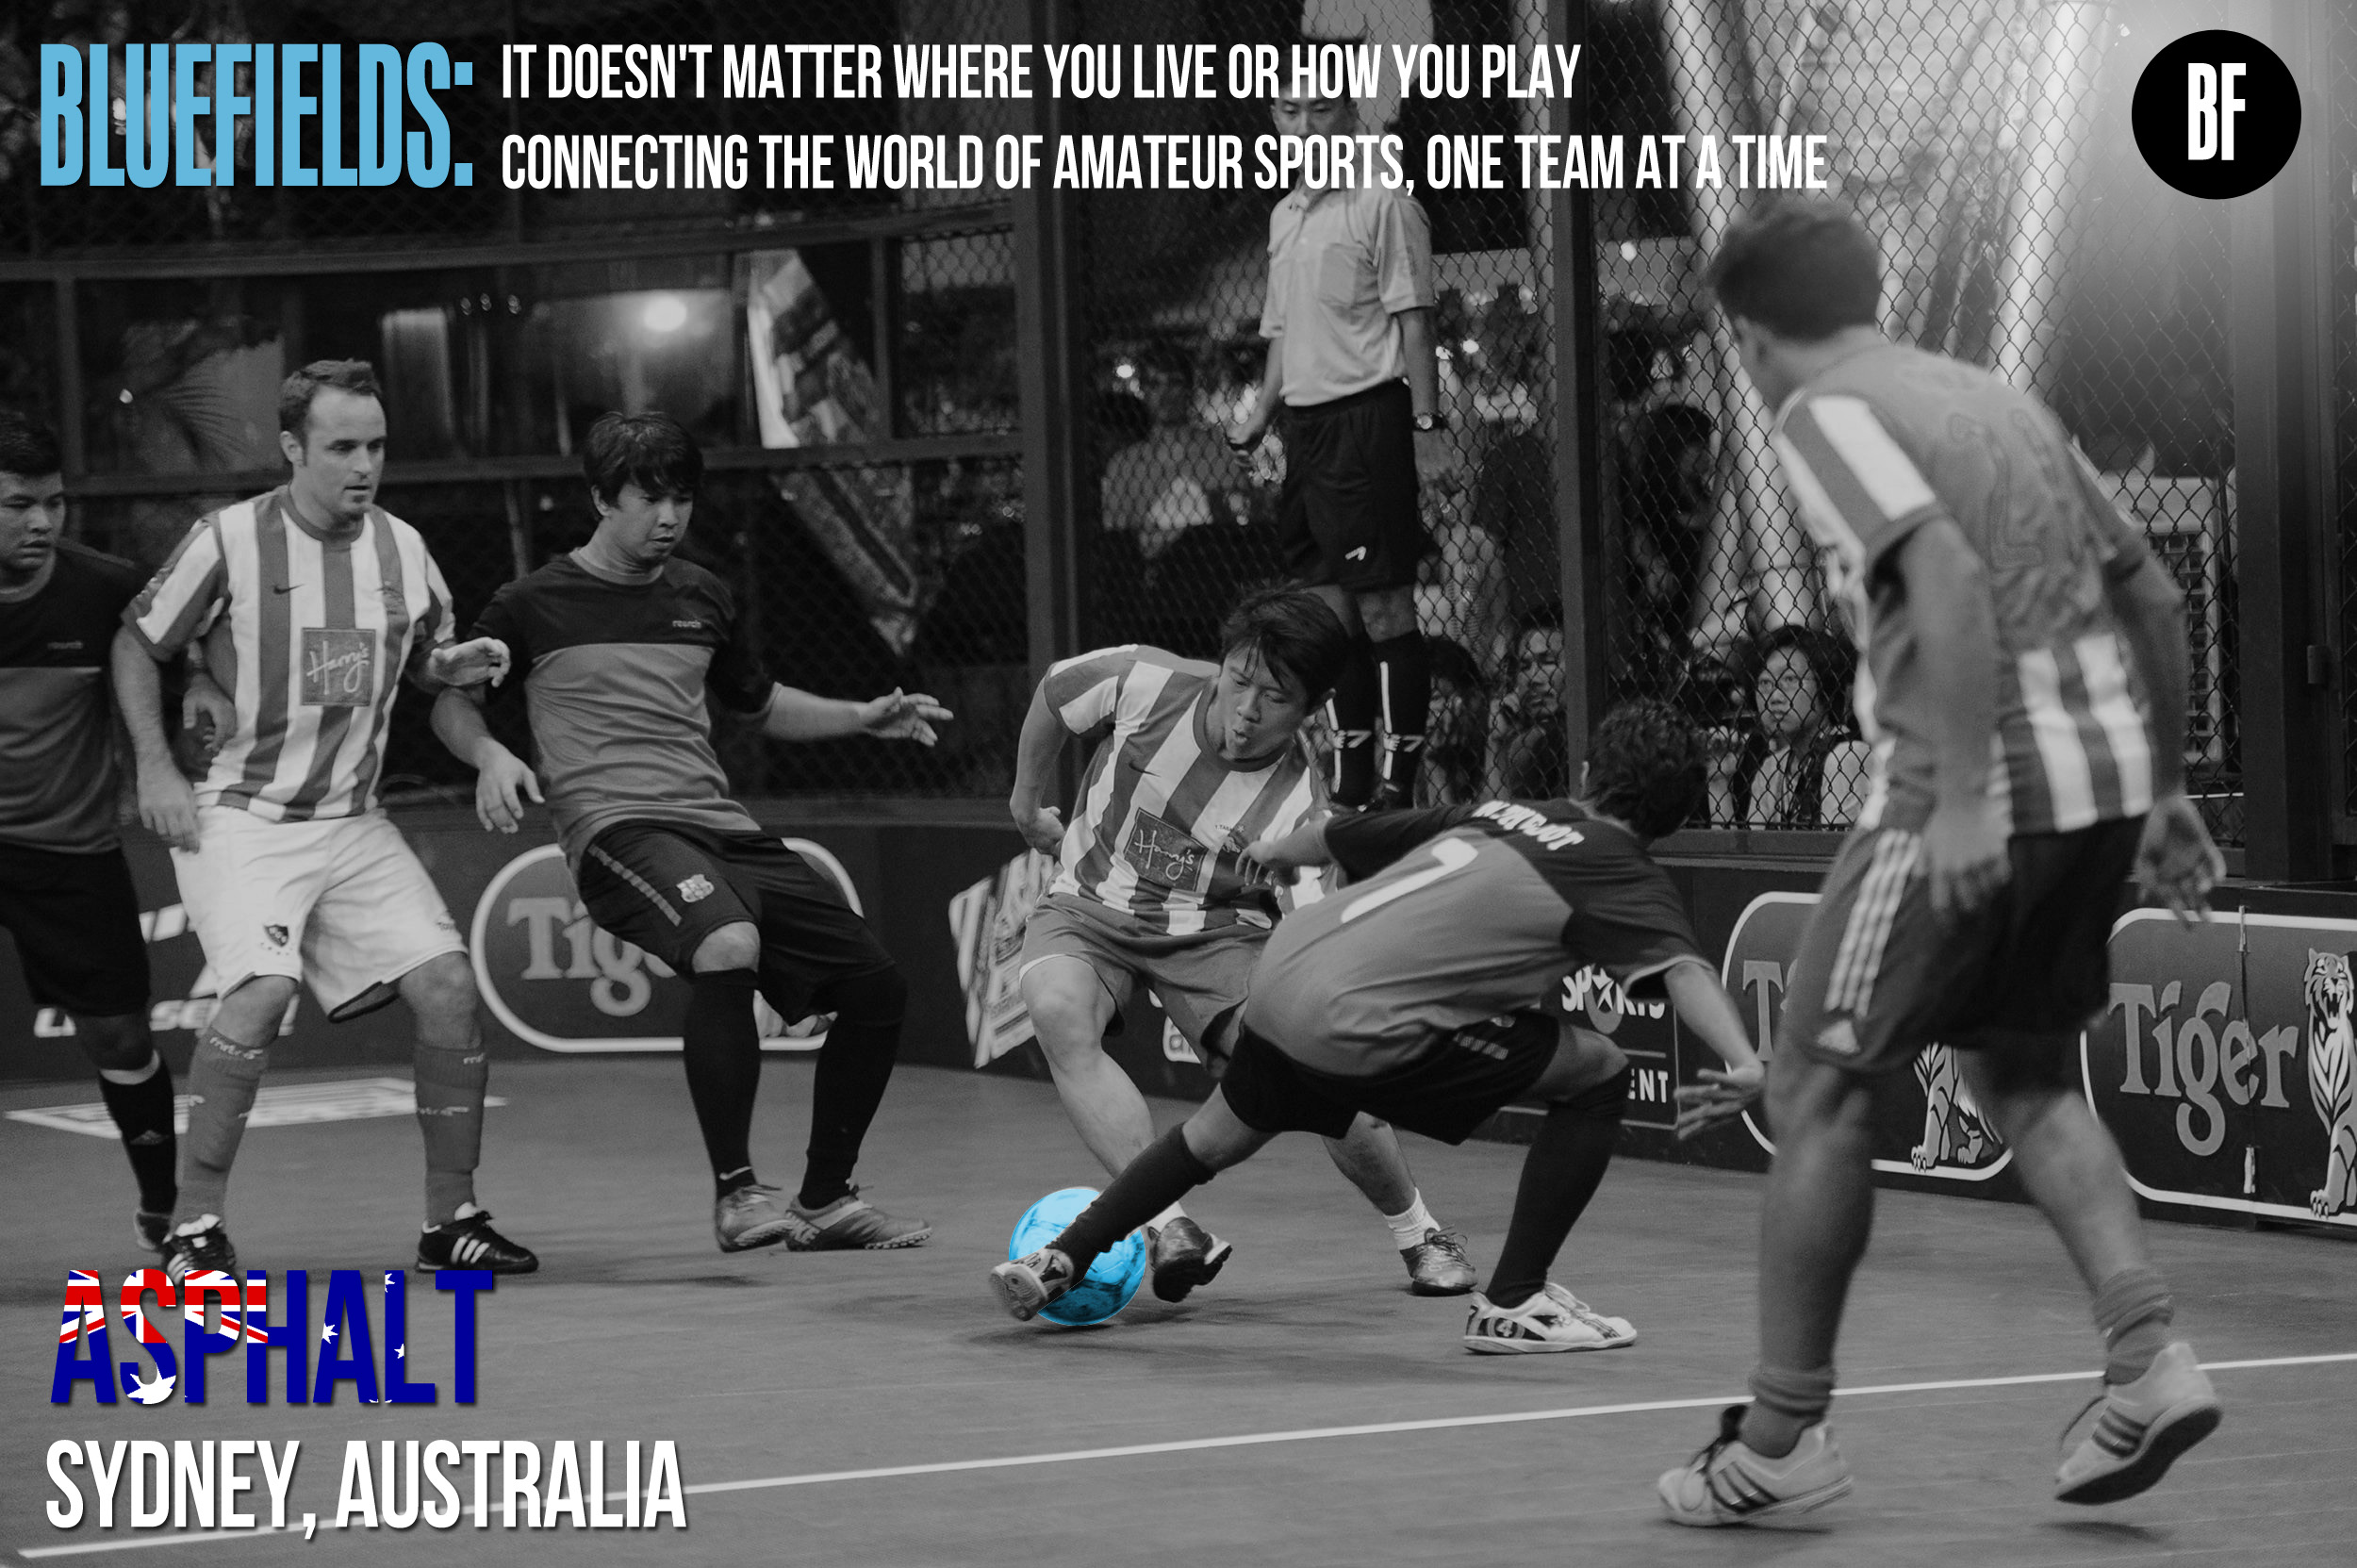 BLUEFIELDS:
IT DOESN'T MATTER WHERE YOU LIVE OR HOW YOU PLAY
CONNECTING THE WORLD OF AMATEUR SPORTS, ONE TEAM AT A TIME
BF
Harry's
Harry's
Tiger
SPORTS
Tiger
ASPHALT
SYDNEY, AUSTRALIA